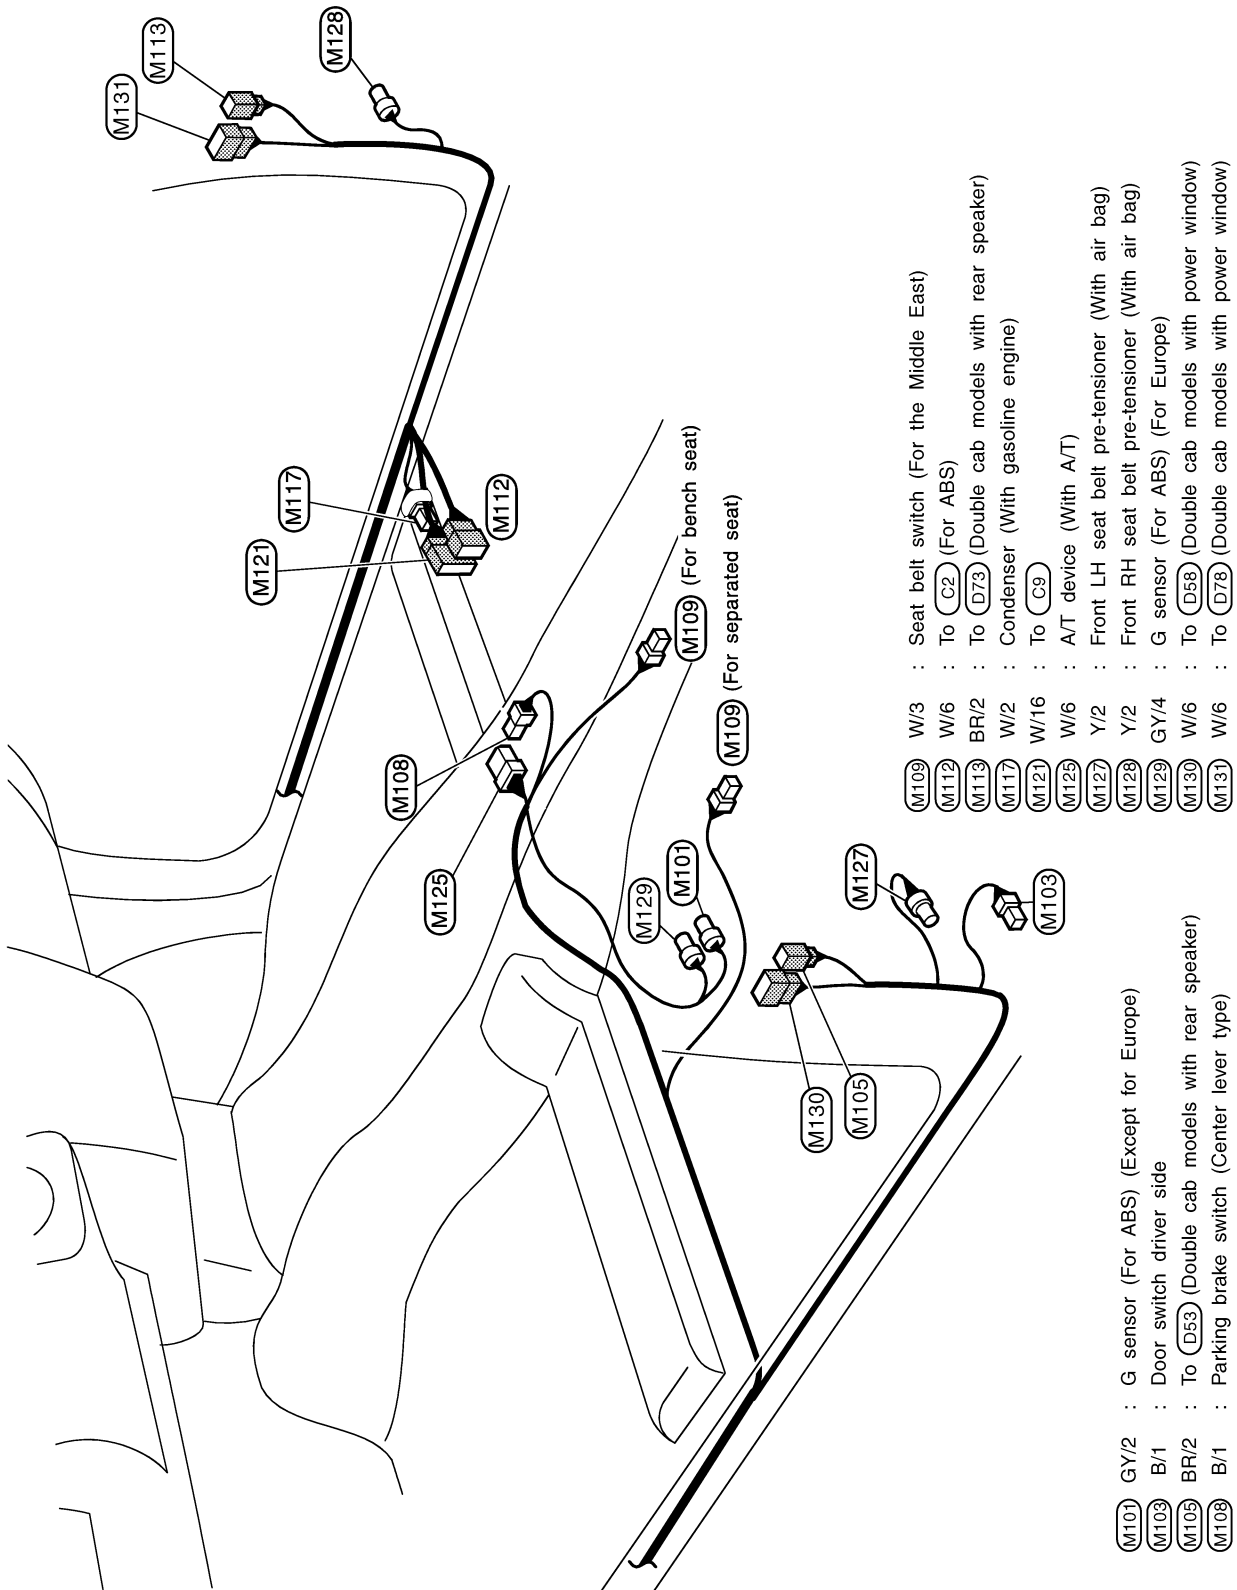 M113
M131
M128
M117
M121
M112
M109 (For bench seat)
M109 (For separated seat)
M108
M125
M129
M101
M127
M103
M130
M105
M101 GY/2 : G sensor (For ABS) (Except for Europe)
M103 B/1 : Door switch driver side
M105 BR/2 : To D53 (Double cab models with rear speaker)
M108 B/1 : Parking brake switch (Center lever type)
M109 W/3 : Seat belt switch (For the Middle East)
M112 W/6 : To C2 (For ABS)
M113 BR/2 : To D73 (Double cab models with rear speaker)
M117 W/2 : Condenser (With gasoline engine)
M121 W/16 : To C9
M125 W/6 : A/T device (With A/T)
M127 Y/2 : Front LH seat belt pre-tensioner (With air bag)
M128 Y/2 : Front RH seat belt pre-tensioner (With air bag)
M129 GY/4 : G sensor (For ABS) (For Europe)
M130 W/6 : To D58 (Double cab models with power window)
M131 W/6 : To D78 (Double cab models with power window)